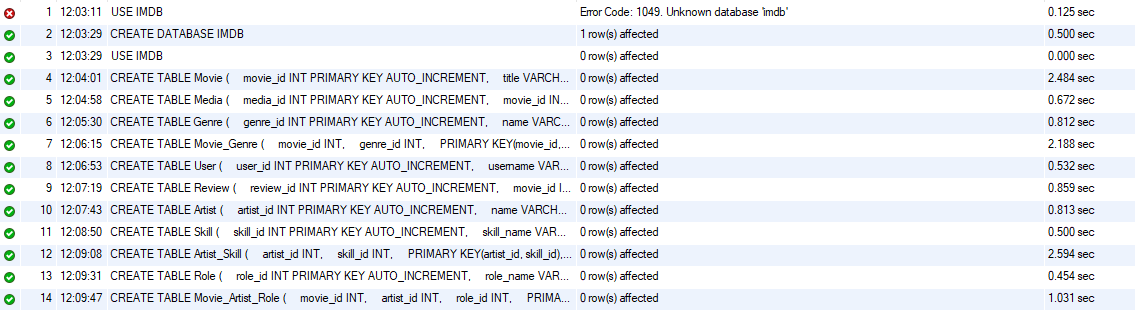 1 12:03:11 USE IMDB Error Code: 1049. Unknown database 'imdb' 0.125 sec
2 12:03:29 CREATE DATABASE IMDB 1 row(s) affected 0.500 sec
3 12:03:29 USE IMDB 0 row(s) affected 0.000 sec
4 12:04:01 CREATE TABLE Movie ( movie_id INT PRIMARY KEY AUTO_INCREMENT, title VARCH... 0 row(s) affected 2.484 sec
5 12:04:58 CREATE TABLE Media ( media_id INT PRIMARY KEY AUTO_INCREMENT, movie_id IN... 0 row(s) affected 0.672 sec
6 12:05:30 CREATE TABLE Genre ( genre_id INT PRIMARY KEY AUTO_INCREMENT, name VARC... 0 row(s) affected 0.812 sec
7 12:06:15 CREATE TABLE Movie_Genre ( movie_id INT, genre_id INT, PRIMARY KEY(movie_id,... 0 row(s) affected 2.188 sec
8 12:06:53 CREATE TABLE User ( user_id INT PRIMARY KEY AUTO_INCREMENT, username VAR... 0 row(s) affected 0.532 sec
9 12:07:19 CREATE TABLE Review ( review_id INT PRIMARY KEY AUTO_INCREMENT, movie_id I... 0 row(s) affected 0.859 sec
10 12:07:43 CREATE TABLE Artist ( artist_id INT PRIMARY KEY AUTO_INCREMENT, name VARCH... 0 row(s) affected 0.813 sec
11 12:08:50 CREATE TABLE Skill ( skill_id INT PRIMARY KEY AUTO_INCREMENT, skill_name VAR... 0 row(s) affected 0.500 sec
12 12:09:08 CREATE TABLE Artist_Skill ( artist_id INT, skill_id INT, PRIMARY KEY(artist_id, skill_id),... 0 row(s) affected 2.594 sec
13 12:09:31 CREATE TABLE Role ( role_id INT PRIMARY KEY AUTO_INCREMENT, role_name VAR... 0 row(s) affected 0.454 sec
14 12:09:47 CREATE TABLE Movie_Artist_Role ( movie_id INT, artist_id INT, role_id INT, PRIMA... 0 row(s) affected 1.031 sec